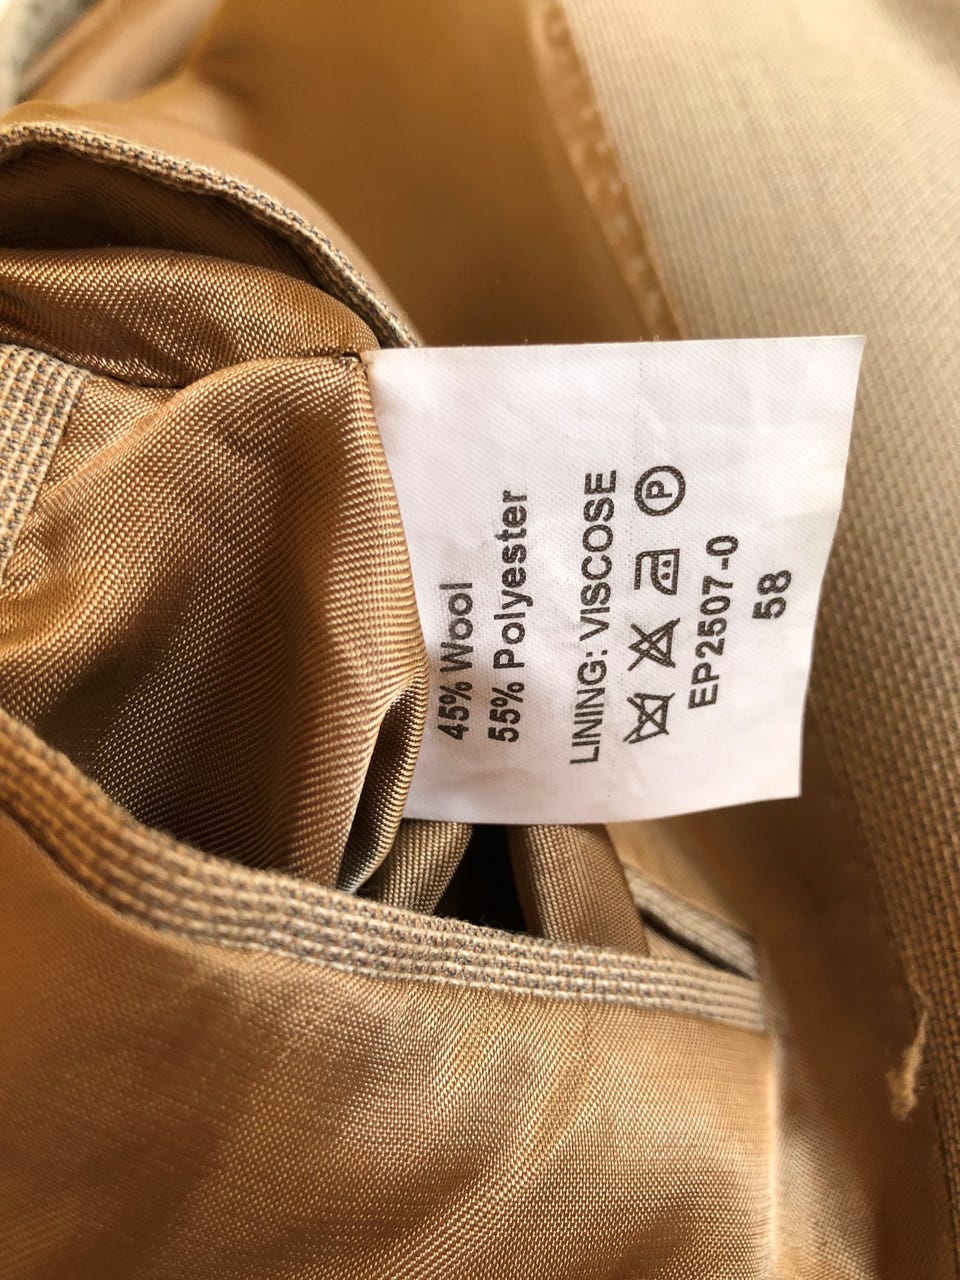 45% Wool
55% Polyester
LINING: VISCOSE
P
EP2507-0
58